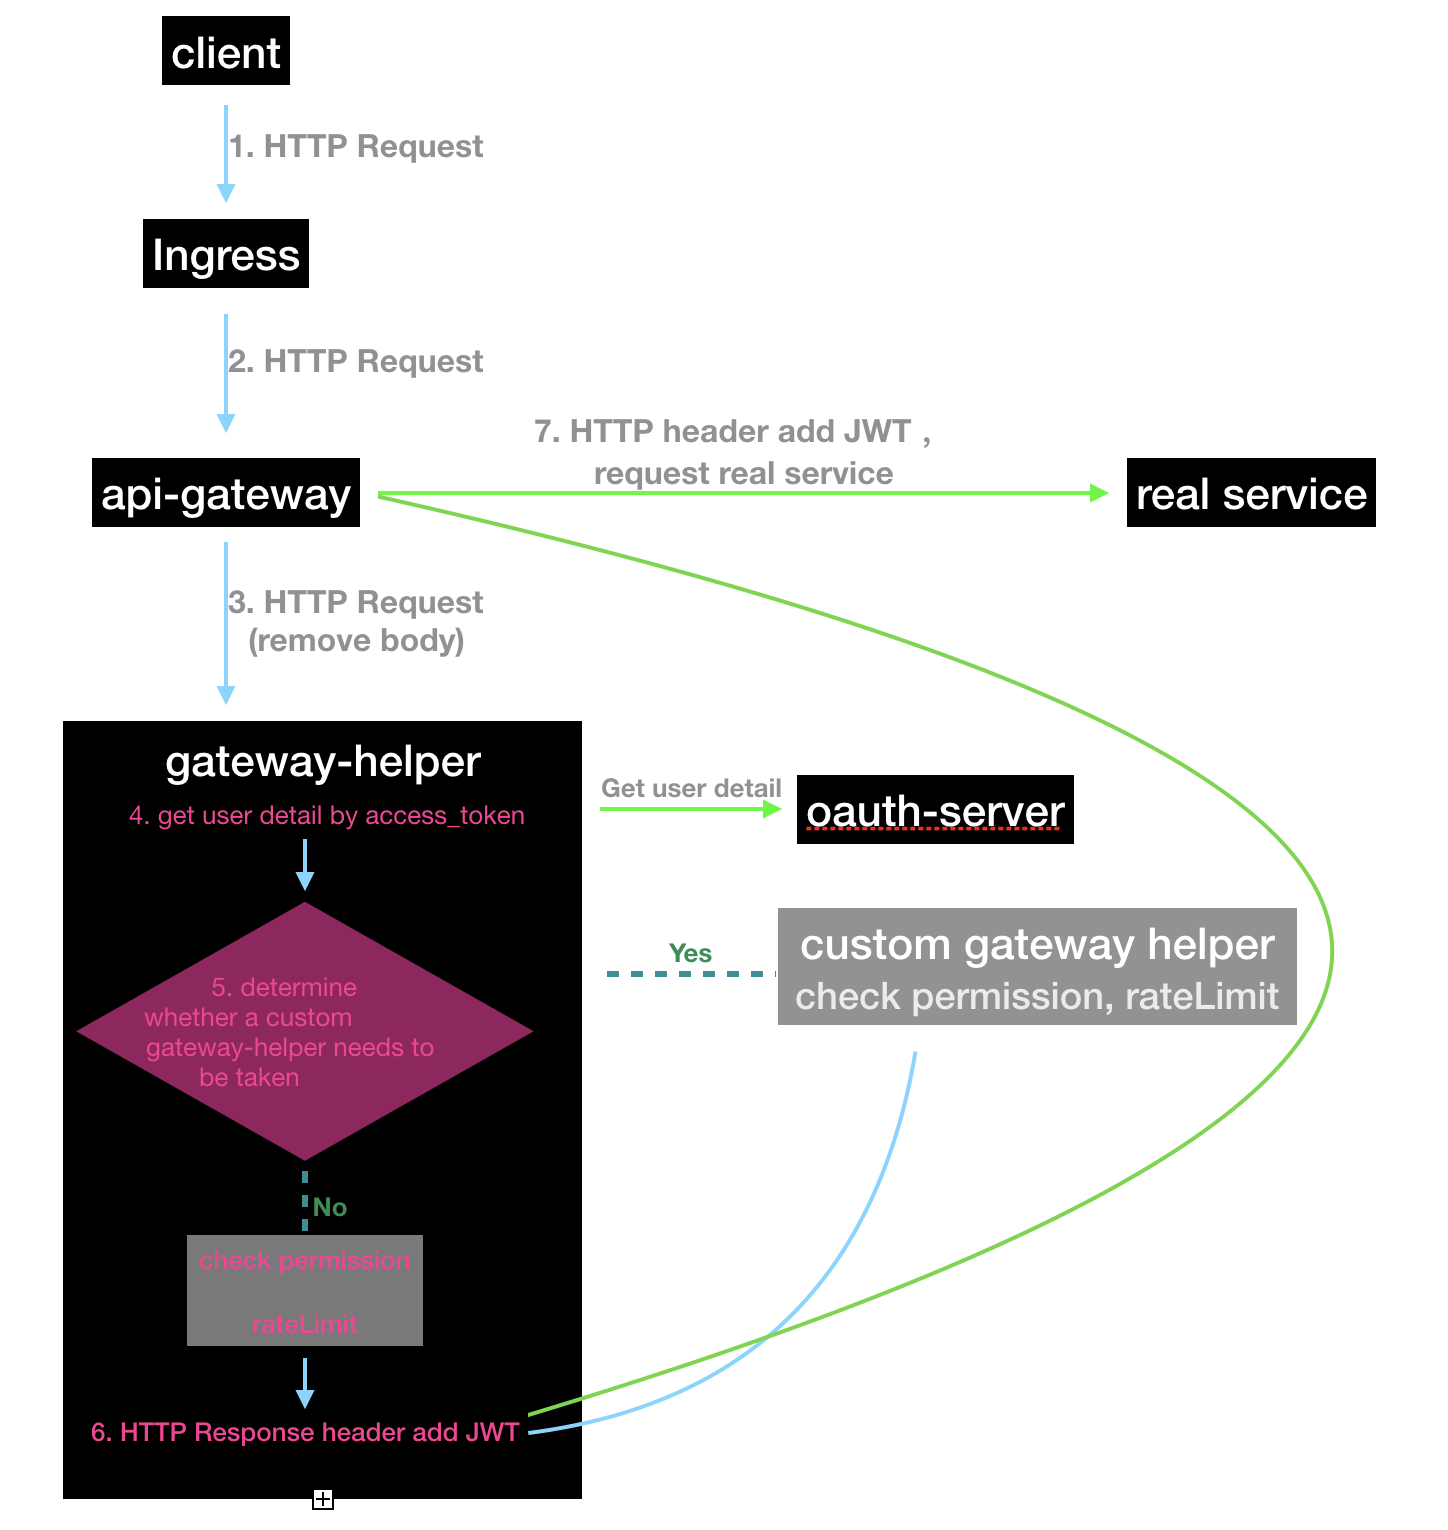 client
1. HTTP Request
Ingress
2. HTTP Request
7. HTTP header add JWT ,
request real service
api-gateway
real service
3. HTTP Request
(remove body)
gateway-helper
4. get user detail by access_token
Get user detail
oauth-server
Yes
custom gateway helper
check permission, rateLimit
5. determine
whether a custom
gateway-helper needs to
be taken
No
check permission
rateLimit
6. HTTP Response header add JWT